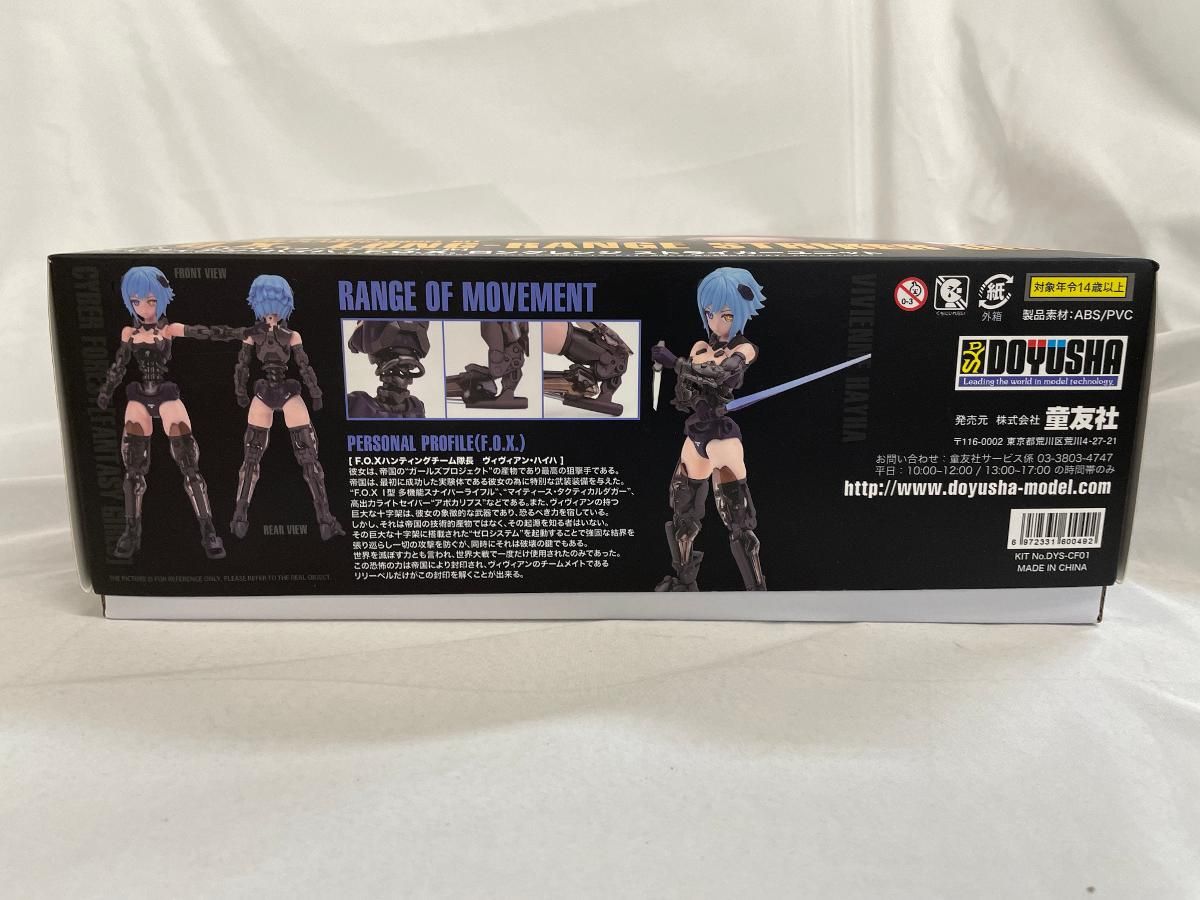 LONG-RANGE STRIKER
CYBER FOREST[FANTASY GIRLS]
FRONT VIEW
REAR VIEW
THE PICTURE IS FOR REFERENCE ONLY, PLEASE REFER TO THE REAL OBJECT.
RANGE OF MOVEMENT
PERSONAL PROFILE(F.O.X.)
[ F.O.Xハンティングチーム隊長 ヴィヴィアン・ハイハ ]
彼女は、帝国の“ガールズプロジェクト”の産物であり最高の狙撃手である。
帝国は、最初に成功した実験体である彼女の為に特別な武装装備を与えた。
“F.O.X Ⅰ型 多機能スナイパーライフル”、“マイティース・タクティカルダガー”、
高出力ライトセイバー“アポカリプス”などである。また、ヴィヴィアンの持つ
巨大な十字架は、彼女の象徴的な武器であり、恐るべき力を宿している。
しかし、それは帝国の技術的産物ではなく、その起源を知る者はいない。
その巨大な十字架に搭載された“ゼロシステム”を起動することで強固な結界を
張り巡らし一切の攻撃を防ぐが、同時にそれは破壊の鍵でもある。
世界を滅ぼす力とも言われ、世界大戦で一度だけ使用されたのみであった。
この恐怖の力は帝国により封印され、ヴィヴィアンのチームメイトである
リリーベルだけがこの封印を解くことが出来る。
VIVIENNE HAYHA
0-3
くちにいれない
紙
外箱
対象年令14歳以上
製品素材:ABS/PVC
DYS
DOYUSHA
Leading the world in model technology.
発売元 株式会社 童友社
〒116-0002 東京都荒川区荒川4-27-21
お問い合わせ：童友社サービス係 03-3803-4747
平日：10:00~12:00 / 13:00~17:00 の時間帯のみ
http://www.doyusha-model.com
6 972331 800492
KIT No.DYS-CF01
MADE IN CHINA